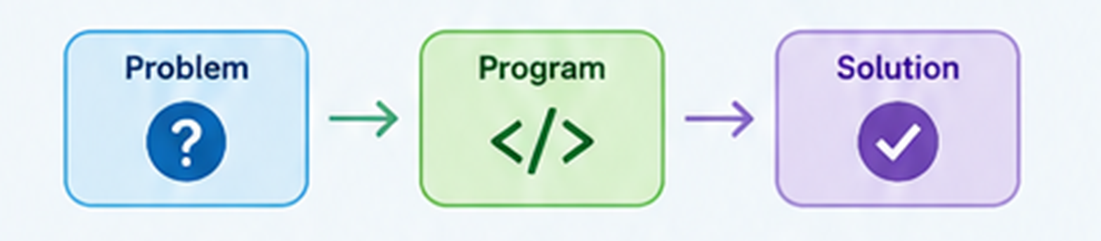 Problem
Program
Solution
?
</>